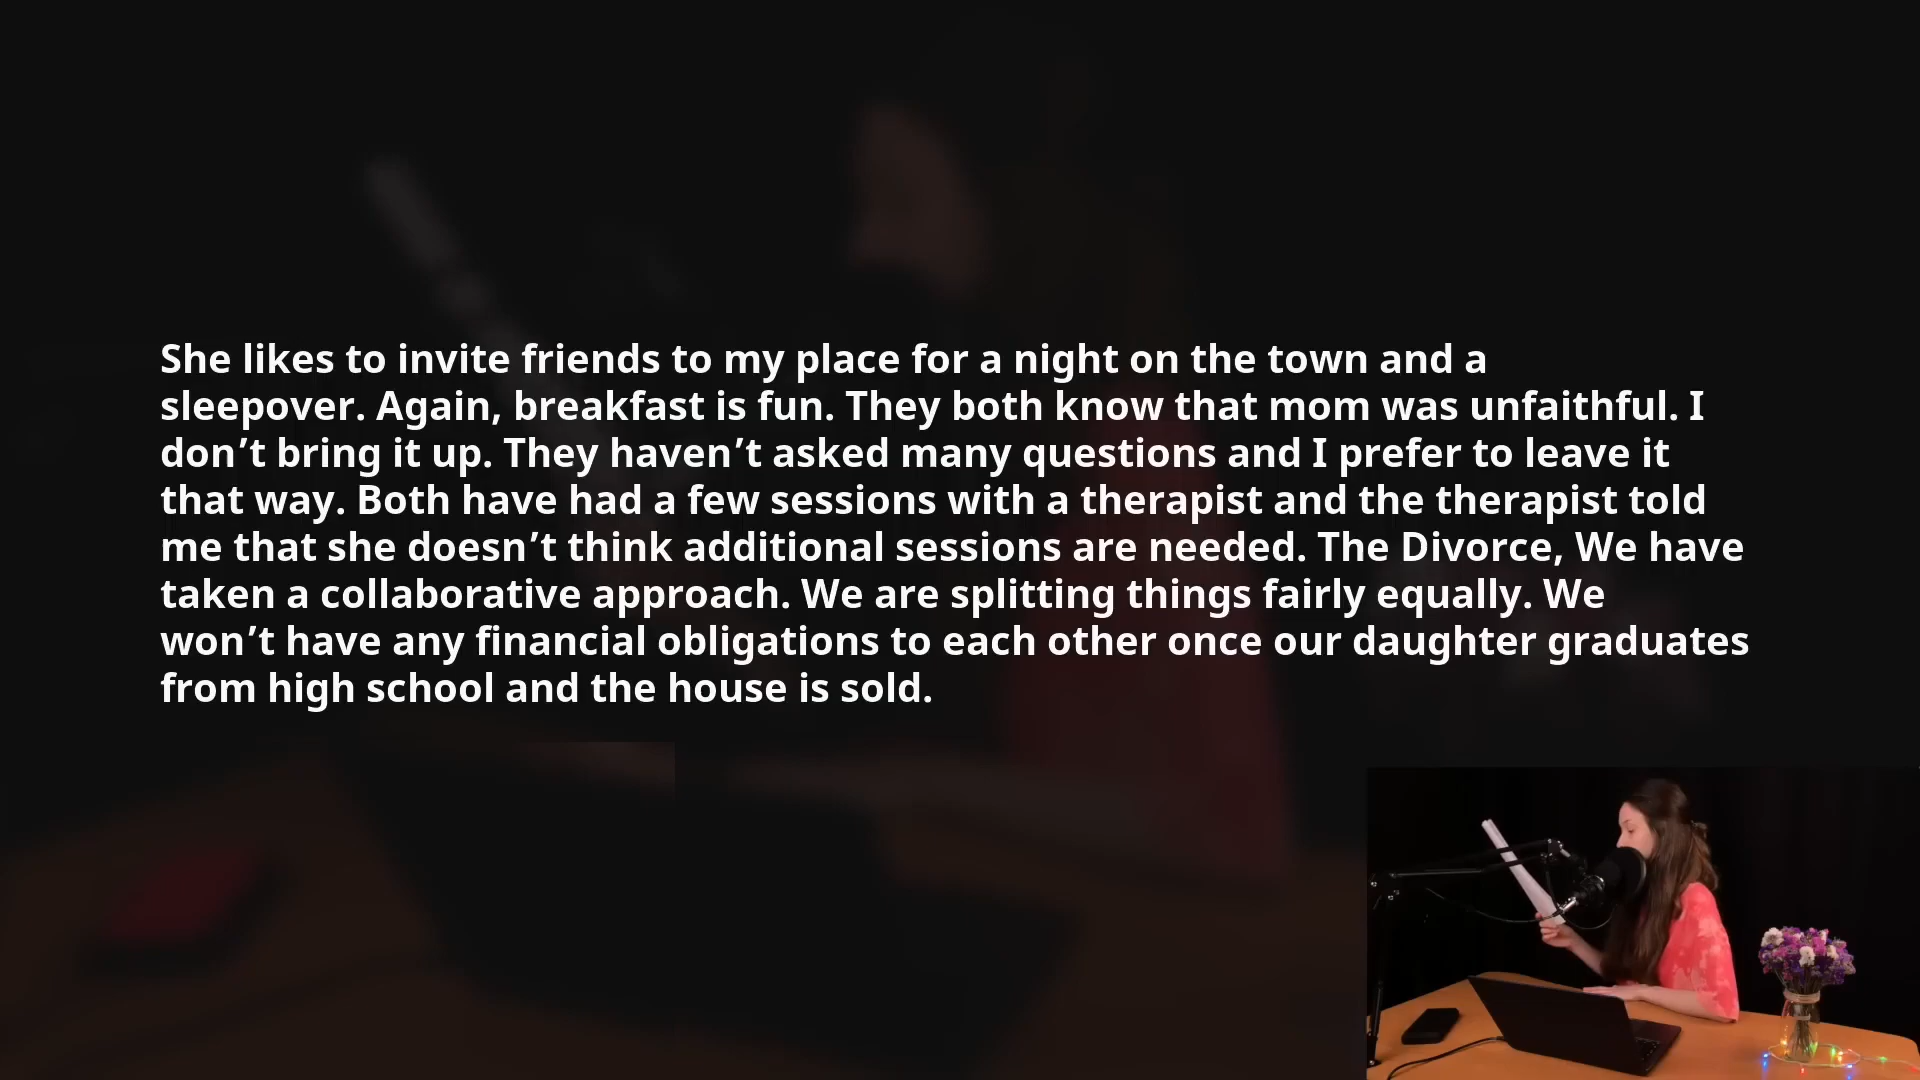 She likes to invite friends to my place for a night on the town and a
sleepover. Again, breakfast is fun. They both know that mom was unfaithful. I
don’t bring it up. They haven’t asked many questions and I prefer to leave it
that way. Both have had a few sessions with a therapist and the therapist told
me that she doesn’t think additional sessions are needed. The Divorce, We have
taken a collaborative approach. We are splitting things fairly equally. We
won’t have any financial obligations to each other once our daughter graduates
from high school and the house is sold.